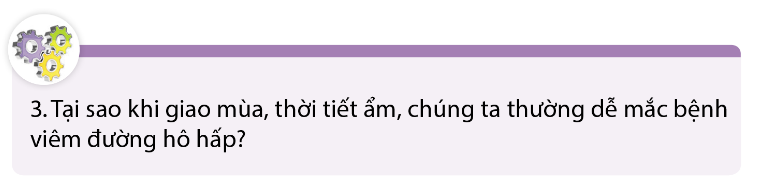 3. Tại sao khi giao mùa, thời tiết ẩm, chúng ta thường dễ mắc bệnh
viêm đường hô hấp?